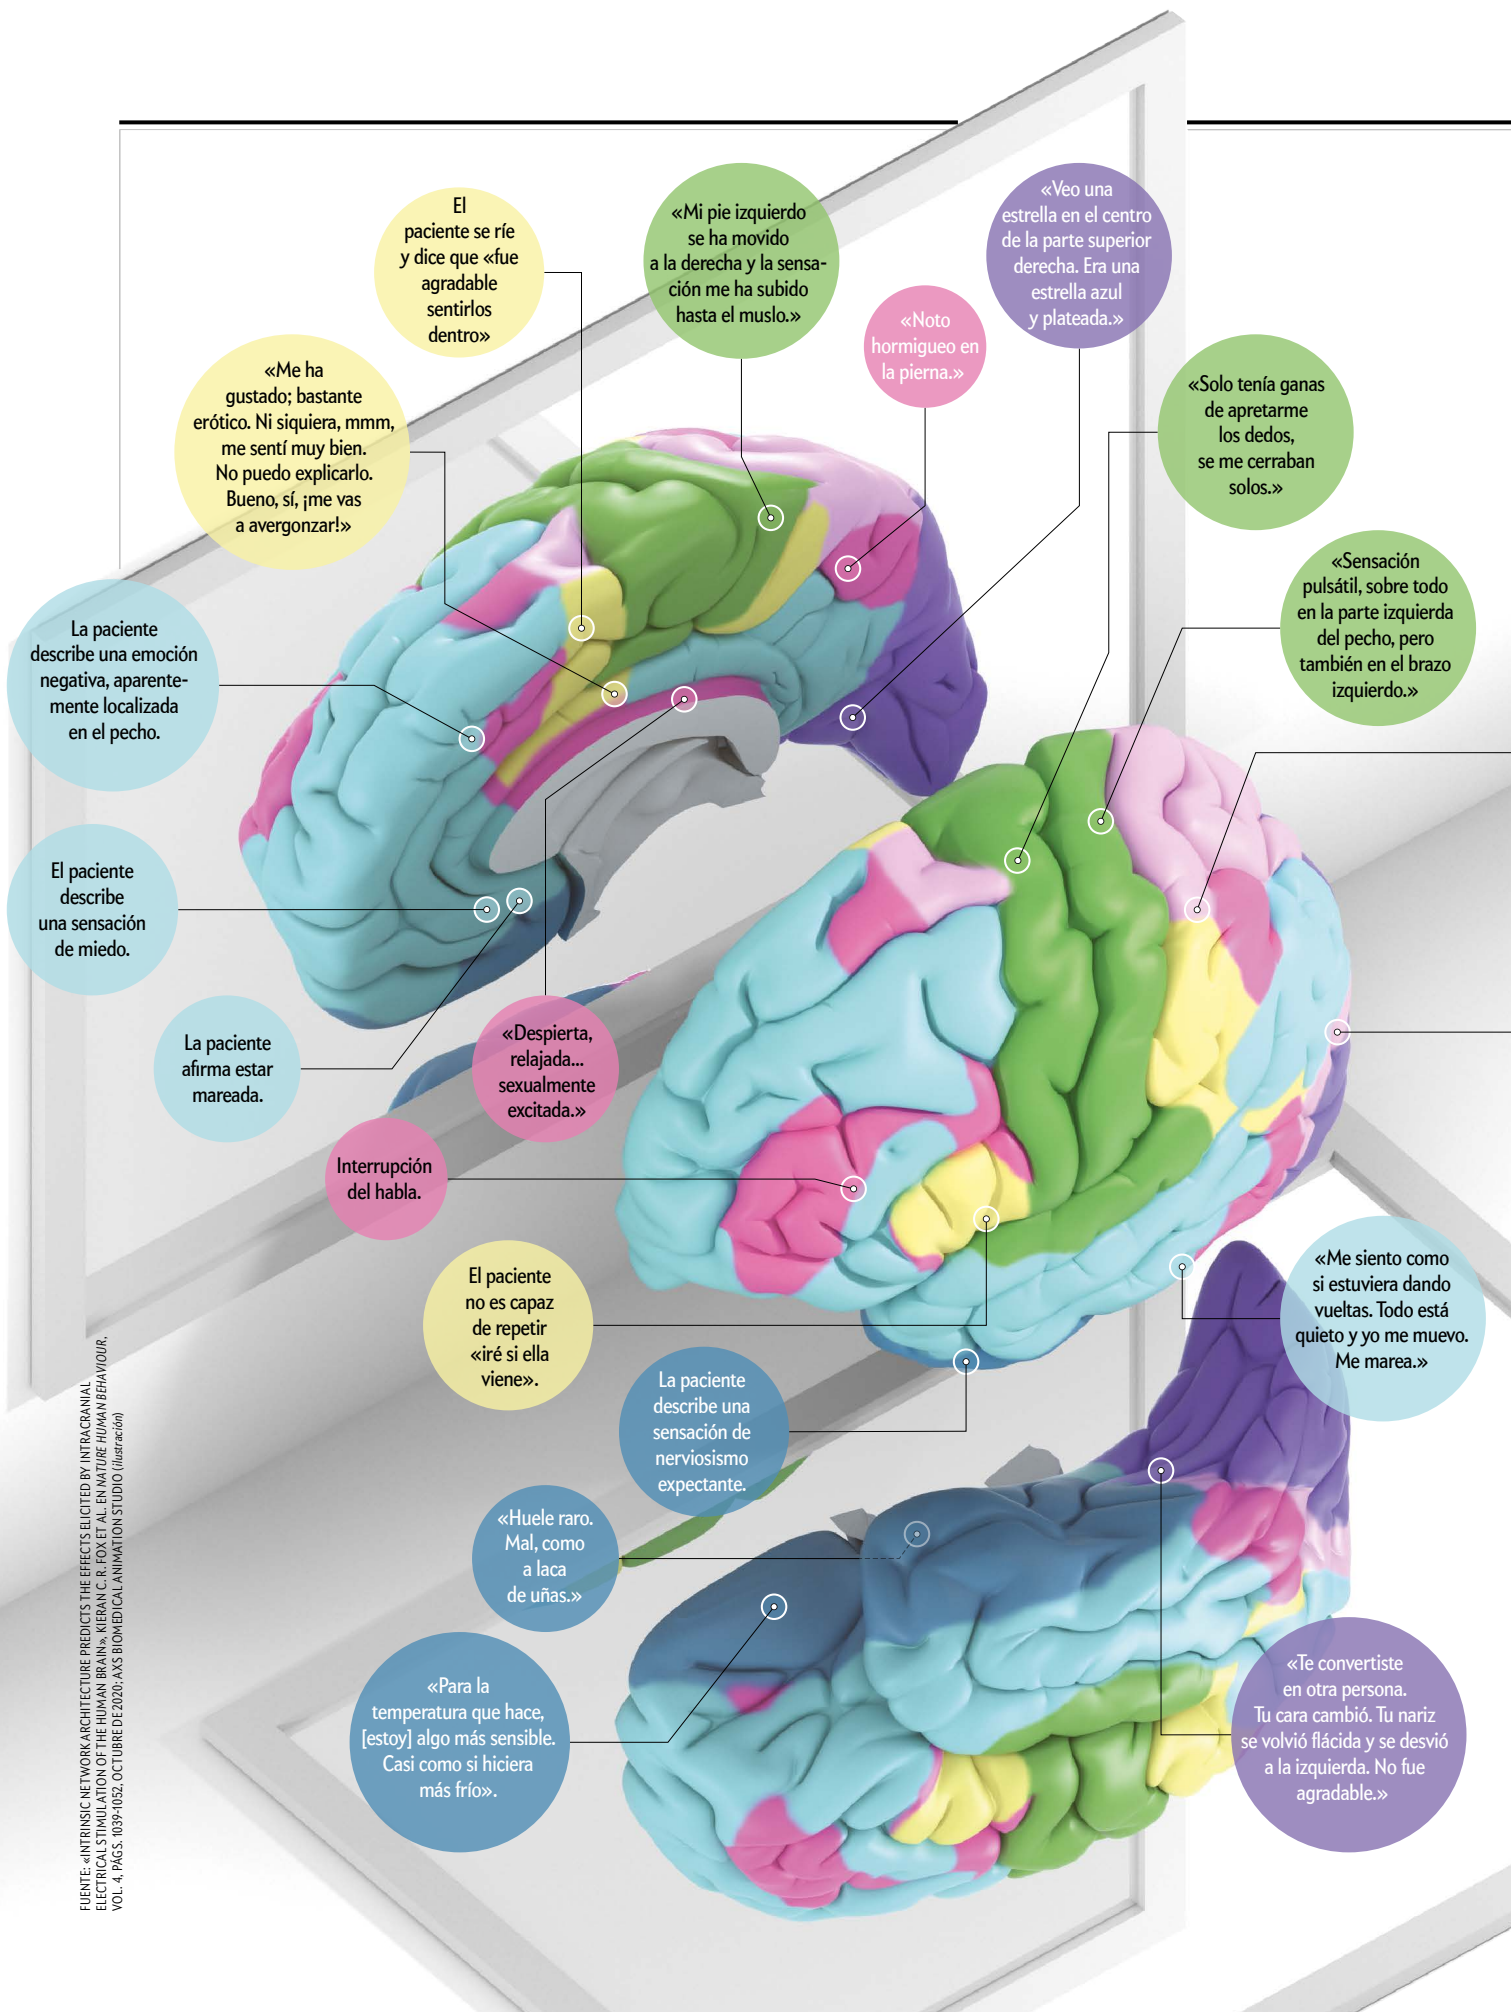 El
paciente se ríe
y dice que «fue
agradable
sentirlos
dentro»
«Mi pie izquierdo
se ha movido
a la derecha y la sensa-
ción me ha subido
hasta el muslo.»
«Veo una
estrella en el centro
de la parte superior
derecha. Era una
estrella azul
y plateada.»
«Noto
hormigueo en
la pierna.»
«Me ha
gustado; bastante
erótico. Ni siquiera, mmm,
me sentí muy bien.
No puedo explicarlo.
Bueno, sí, ¡me vas
a avergonzar!»
«Solo tenía ganas
de apretarme
los dedos,
se me cerraban
solos.»
«Sensación
pulsátil, sobre todo
en la parte izquierda
del pecho, pero
también en el brazo
izquierdo.»
La paciente
describe una emoción
negativa, aparente-
mente localizada
en el pecho.
El paciente
describe
una sensación
de miedo.
La paciente
afirma estar
mareada.
«Despierta,
relajada...
sexualmente
excitada.»
Interrupción
del habla.
El paciente
no es capaz
de repetir
«iré si ella
viene».
«Me siento como
si estuviera dando
vueltas. Todo está
quieto y yo me muevo.
Me marea.»
La paciente
describe una
sensación de
nerviosismo
expectante.
«Huele raro.
Mal, como
a laca
de uñas.»
«Para la
temperatura que hace,
[estoy] algo más sensible.
Casi como si hiciera
más frío».
«Te convertiste
en otra persona.
Tu cara cambió. Tu nariz
se volvió flácida y se desvió
a la izquierda. No fue
agradable.»
FUENTE: «INTRINSIC NETWORK ARCHITECTURE PREDICTS THE EFFECTS ELICITED BY INTRACRANIAL
ELECTRICAL STIMULATION OF THE HUMAN BRAIN», KIERAN C. R. FOX ET AL. EN NATURE HUMAN BEHAVIOUR,
VOL. 4, PÁGS. 1039-1052, OCTUBRE DE 2020; AXS BIOMEDICAL ANIMATION STUDIO (ilustración)